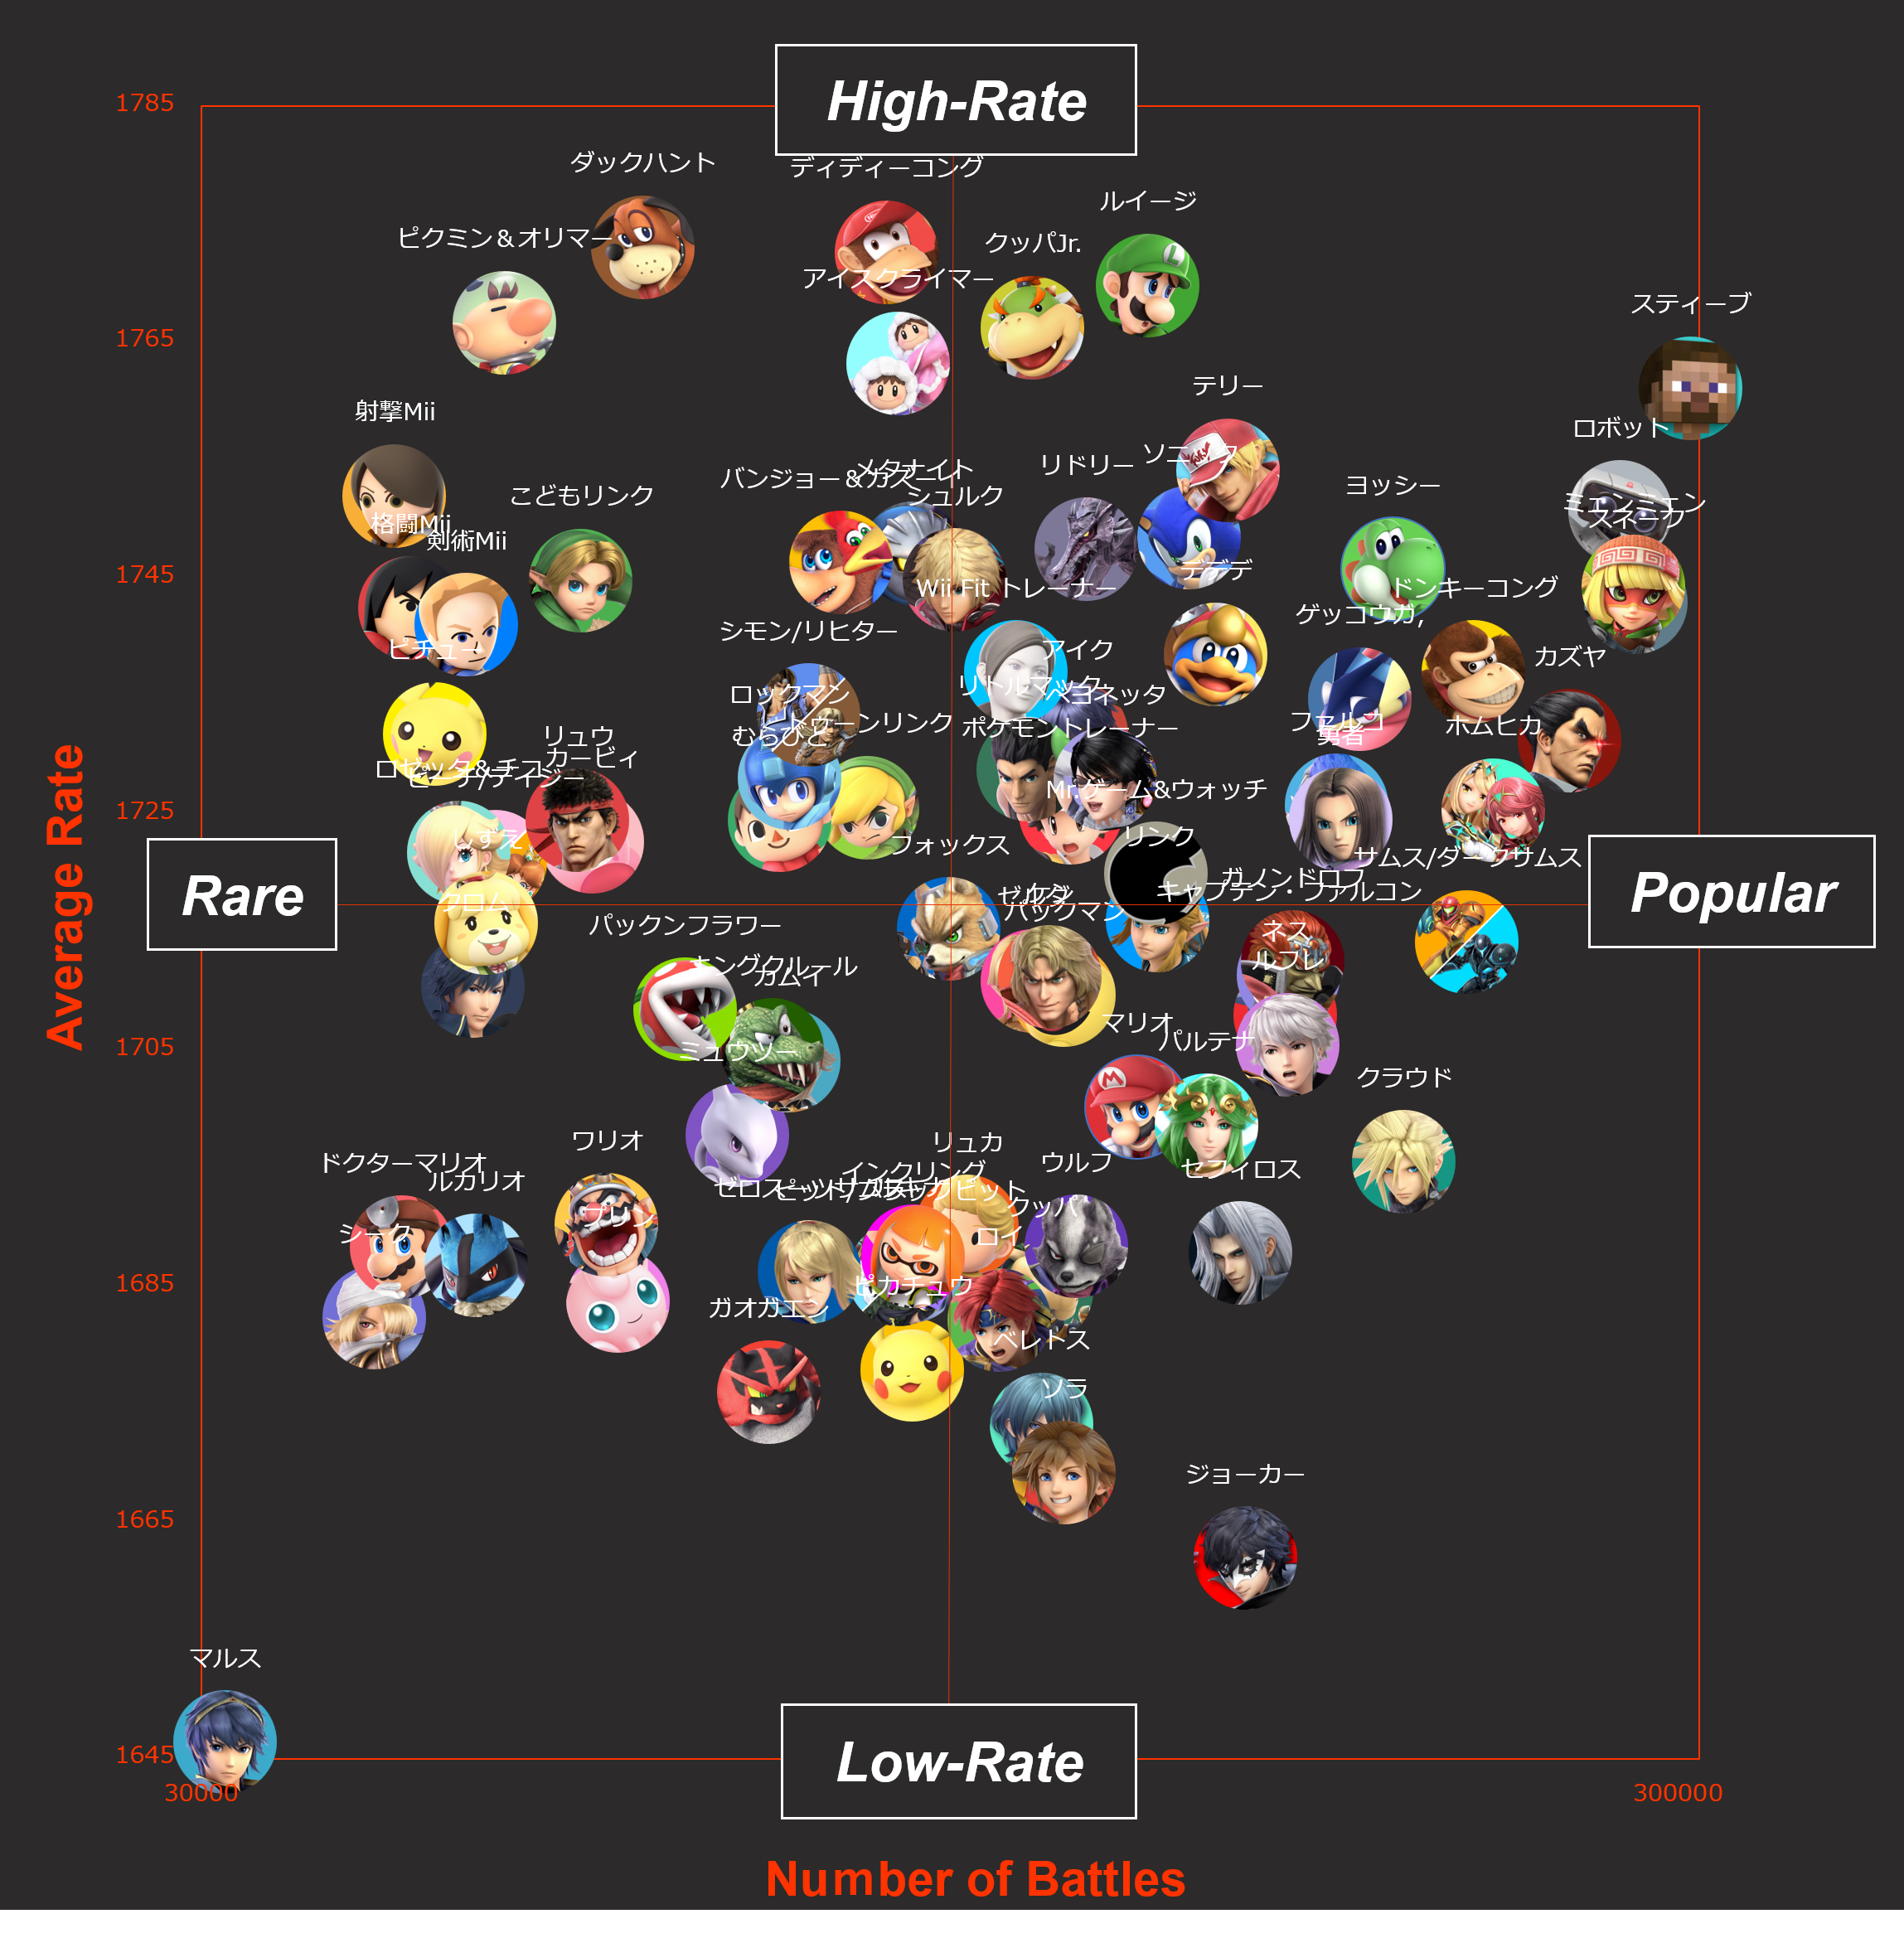 High-Rate
1785
ダックハント
ディディーコング
ルイージ
ピクミン＆オリマー
クッパJr.
アイスクライマー
スティーブ
1765
テリー
射撃Mii
ロボット
ソニック
リドリー
メタナイト
バンジョー＆カズーイ
ヨッシー
こどもリンク
シュルク
ミェンミェン
スネーク
格闘Mii
剣術Mii
1745
デデデ
Wii Fit トレーナー
ドンキーコング
ゲッコウガ,
シモン/リヒター
ピチュー
アイク
カズヤ
リトルマック
ロックマン
ベヨネッタ
トゥーンリンク
ファルコ
ホムヒカ
ポケモントレーナー
むらびと
勇者
リュウ
カービィ
ロゼッタ＆チコ
ピーチ/デイジー
Mr.ゲーム&ウォッチ
1725
しずえ
リンク
フォックス
サムス/ダークサムス
ガノンドロフ
Rare
Popular
キャプテン・ファルコン
ゼルダ
ケン
クロム
パックマン
パックンフラワー
ネス
ルフレ
キングクルール
カムイ
マリオ
1705
パルテナ
ミュウツー
クラウド
ワリオ
リュカ
ドクターマリオ
ウルフ
セフィロス
ルカリオ
インクリング
ゼロスーツサムス
ピット/ブラックピット
クッパ
プリン
シーク
ロイ
1685
ピカチュウ
ガオガエン
ベレトス
ソラ
ジョーカー
1665
マルス
1645
Low-Rate
30000
300000
Number of Battles
Average Rate